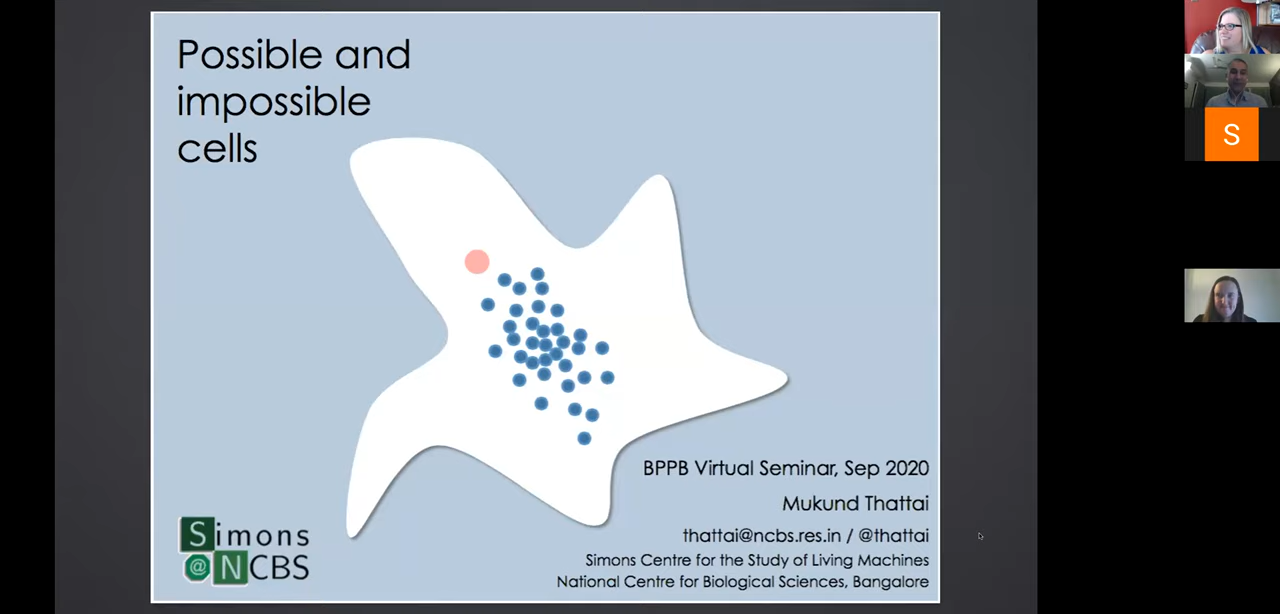 Possible and
impossible
cells
BPPB Virtual Seminar, Sep 2020
Mukund Thattai
thattai@ncbs.res.in / @thattai
Simons Centre for the Study of Living Machines
National Centre for Biological Sciences, Bangalore
Simons
@NCBS
S